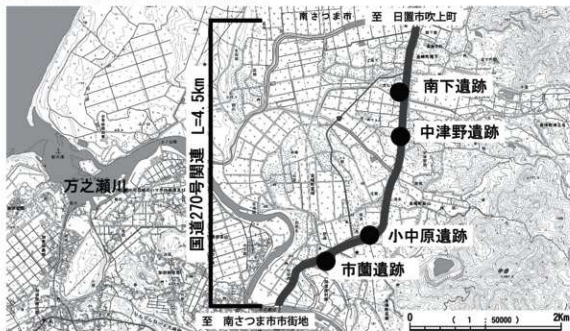 南さつま市
至 日置市吹上町
南下遺跡
中津野遺跡
国道270号関連 L=4.5km
万之瀬川
小中原遺跡
市薗遺跡
至 南さつま市市街地
0 ( 1 : 50000 ) 2Km